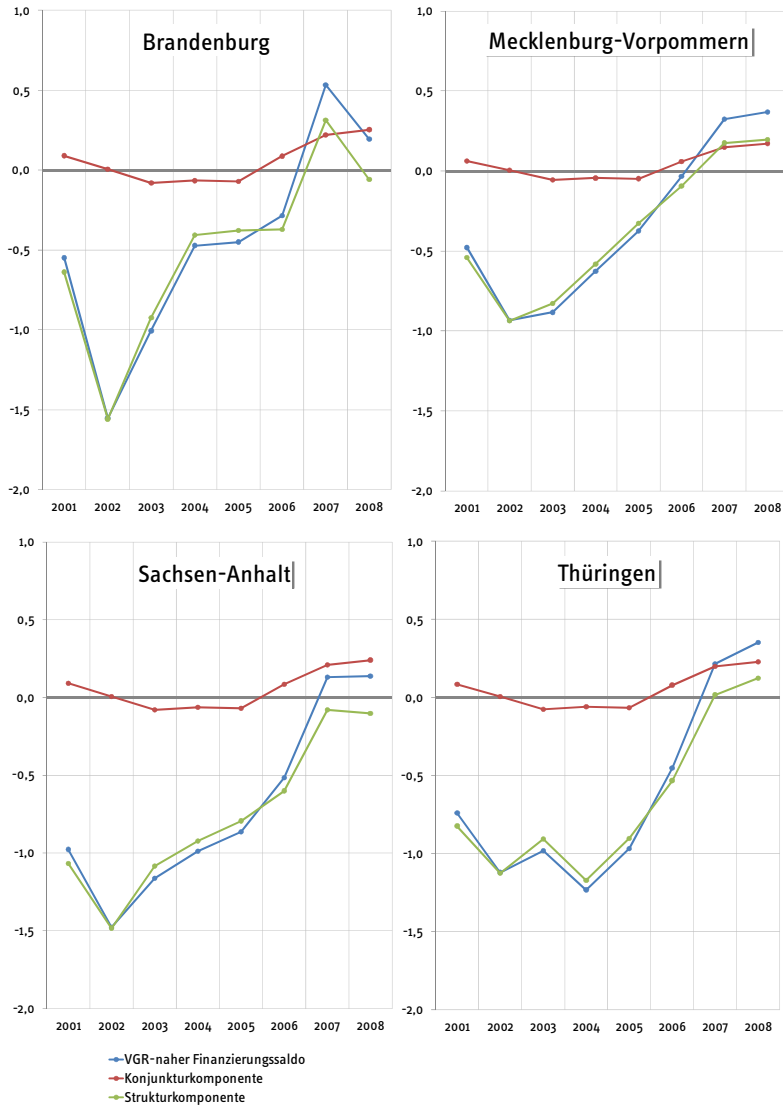 Brandenburg
1,0
0,5
0,0
-0,5
-1,0
-1,5
-2,0
2001 2002 2003 2004 2005 2006 2007 2008
Mecklenburg-Vorpommern
1,0
0,5
0,0
-0,5
-1,0
-1,5
-2,0
2001 2002 2003 2004 2005 2006 2007 2008
Sachsen-Anhalt
1,0
0,5
0,0
-0,5
-1,0
-1,5
-2,0
2001 2002 2003 2004 2005 2006 2007 2008
Thüringen
1,0
0,5
0,0
-0,5
-1,0
-1,5
-2,0
2001 2002 2003 2004 2005 2006 2007 2008
VGR-naher Finanzierungssaldo
Konjunkturkomponente
Strukturkomponente